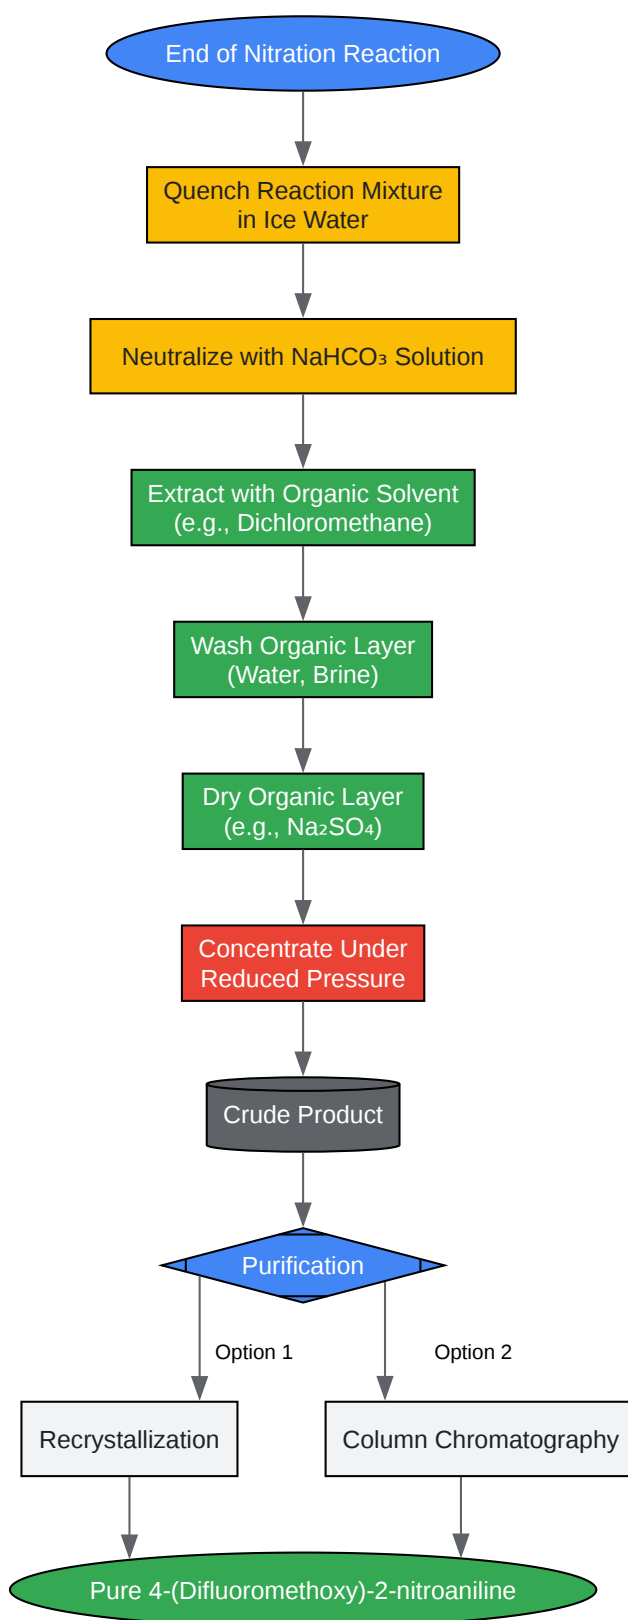 End of Nitration Reaction
Quench Reaction Mixture
in Ice Water
Neutralize with NaHCO₃ Solution
Extract with Organic Solvent
(e.g., Dichloromethane)
Wash Organic Layer
(Water, Brine)
Dry Organic Layer
(e.g., Na₂SO₄)
Concentrate Under
Reduced Pressure
Crude Product
Purification
Option 1
Option 2
Recrystallization
Column Chromatography
Pure 4-(Difluoromethoxy)-2-nitroaniline